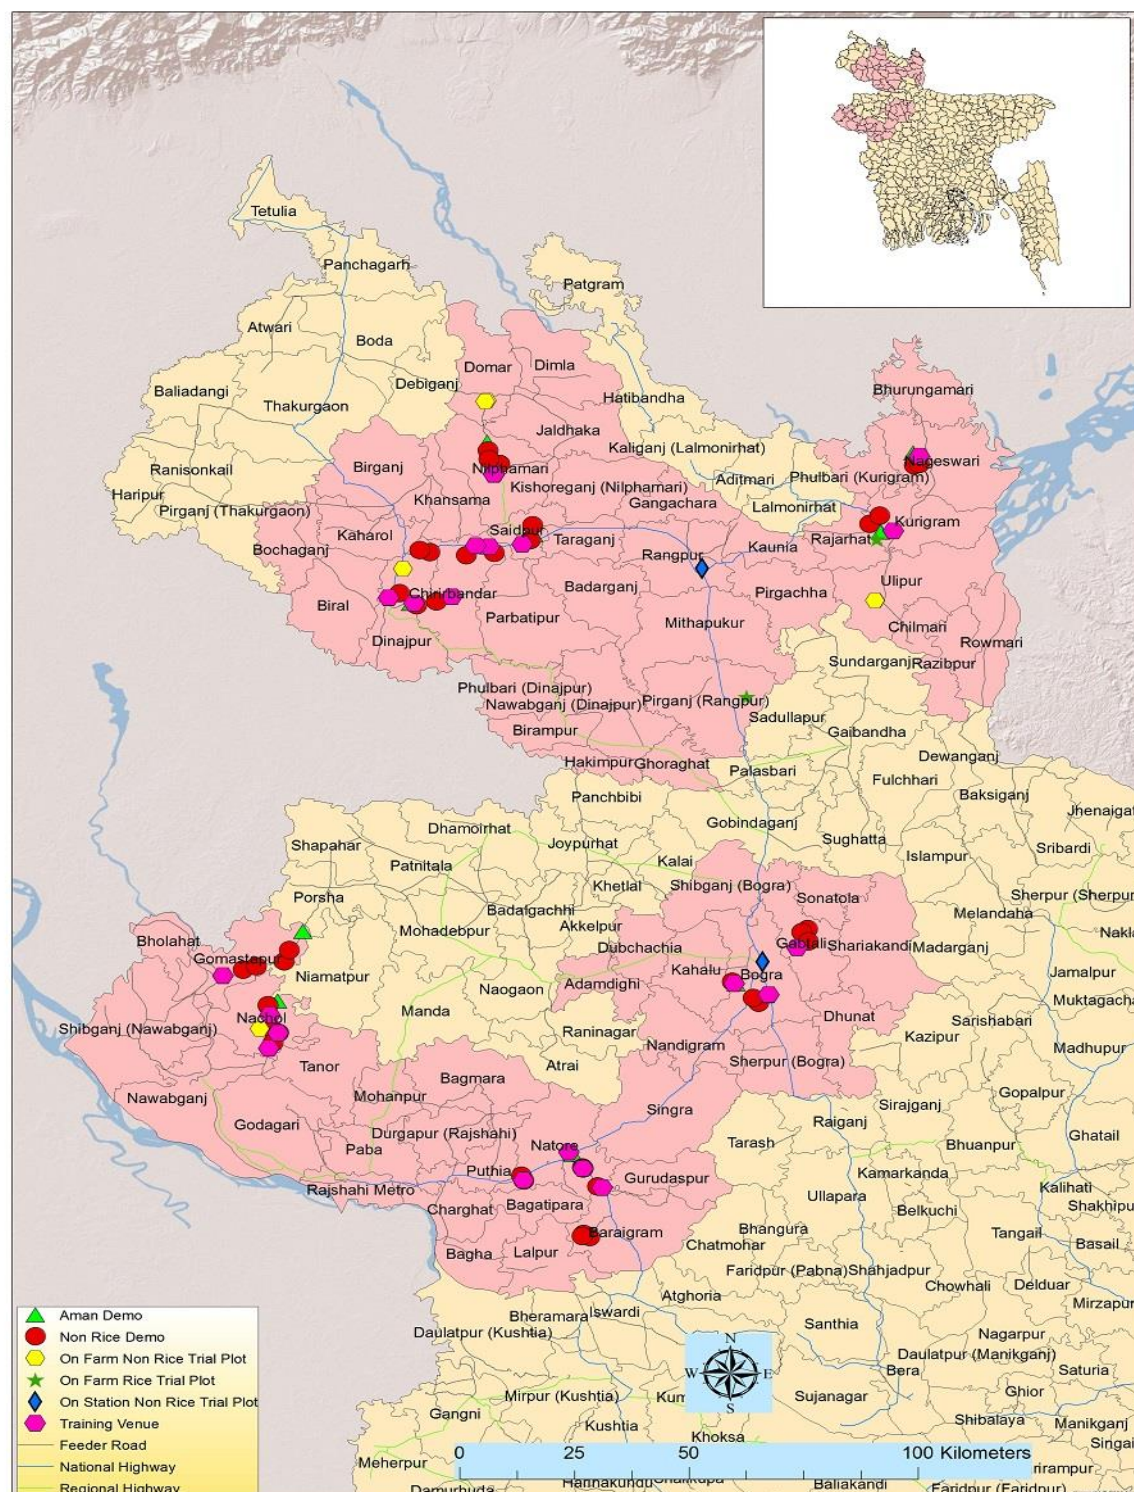 Tetulia
Panchagarh
Patgram
Atwari
Boda
Domar
Dimla
Debiganj
Baliadangi
Hatibandha
Bhurungamari
Thakurgaon
Jaldhaka
Kaliganj (Lalmonirhat)
Ranisonkail
Birganj
Nilphamari
Nageswari
Haripur
Pirganj (Thakurgaon)
Khansama
Kishoreganj (Nilphamari)
Aditmari
Phulbari (Kurigram)
Gangachara
Lalmonirhat
Kaharol
Saidpur
Kurigram
Bochaganj
Taraganj
Rangpur
Kaunia
Rajarhat
Biral
Chirirbandar
Badarganj
Pirgachha
Ulipur
Dinajpur
Parbatipur
Mithapukur
Chilmari
Rowmari
Sundarganj
Razibpur
Phulbari (Dinajpur)
Nawabganj (Dinajpur)
Pirganj (Rangpur)
Sadullapur
Birampur
Gaibandha
Hakimpur
Ghoraghat
Palasbari
Dewanganj
Fulchhari
Baksiganj
Panchbibi
Jhenaigat
Dhamoirhat
Gobindaganj
Shapahar
Joypurhat
Sughatta
Sribardi
Patnitala
Kalai
Islampur
Khetlal
Shibganj (Bogra)
Porsha
Sonatola
Sherpur (Sherpur
Badalgachhi
Melandaha
Mohadebpur
Akkelpur
Nakl
Bholahat
Dubchachia
Gabtali
Shariakandi
Madarganj
Gomastapur
Niamatpur
Kahalu
Bogra
Jamalpur
Naogaon
Adamdighi
Manda
Muktagacha
Nachol
Dhunat
Sarishabari
Shibganj (Nawabganj)
Raninagar
Kazipur
Nandigram
Madhupur
Tanor
Atrai
Sherpur (Bogra)
Nawabganj
Mohanpur
Bagmara
Gopalpur
Singra
Sirajganj
Godagari
Raiganj
Durgapur (Rajshahi)
Ghatail
Paba
Natore
Tarash
Bhuanpur
Puthia
Gurudaspur
Kamarkanda
Rajshahi Metro
Kalihati
Ullapara
Charghat
Bagatipara
Belkuchi
Shakhipu
Baraigram
Bhangura
Tangail
Bagha
Lalpur
Chatmohar
Basail
Faridpur (Pabna)
Shahjadpur
Chowhali
Delduar
Atghoria
Mirzapur
Bheramara
Iswardi
Daulatpur (Kushtia)
Santhia
Nagarpur
Daulatpur (Manikganj)
Bera
Saturia
Mirpur (Kushtia)
Kum
Sujanagar
Ghior
Gangni
Shibalaya
Manikganj
Kushtia
Khoksa
Singai
Meherpur
Baliakandi
Faridpur (Faridpur)
N
W
E
S
0 25 50 100 Kilometers
Aman Demo
Non Rice Demo
On Farm Non Rice Trial Plot
On Farm Rice Trial Plot
On Station Non Rice Trial Plot
Training Venue
Feeder Road
National Highway
Regional Highway